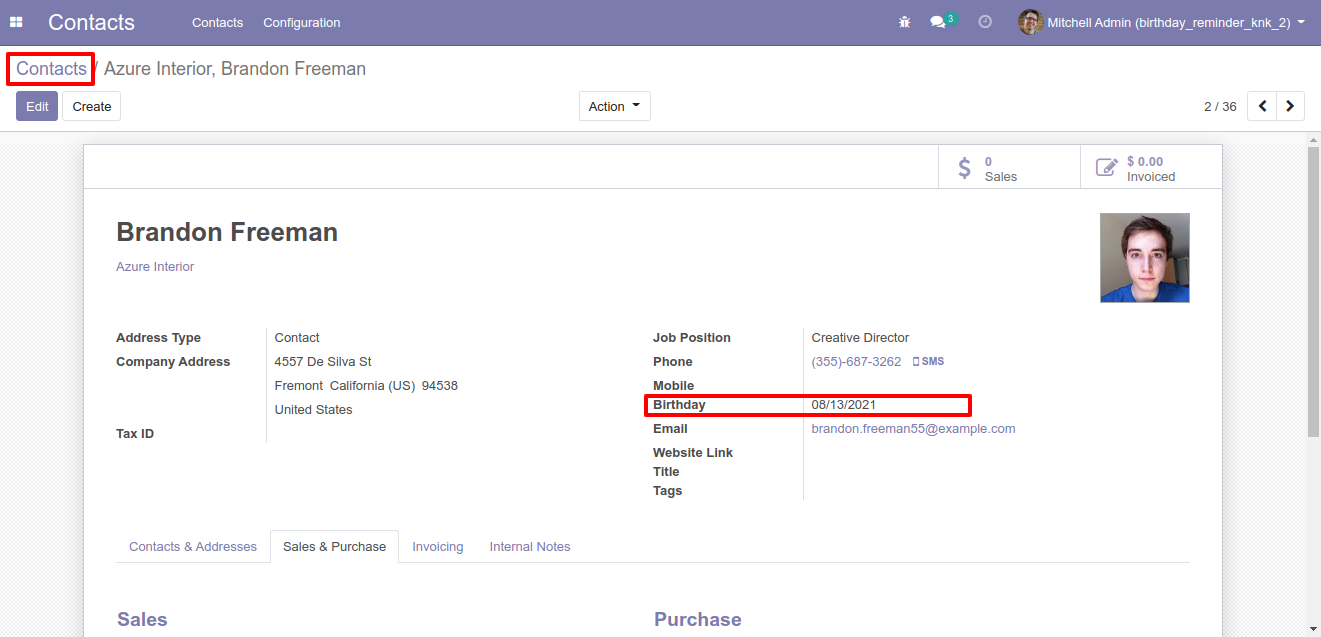 Contacts Contacts Configuration 3 Mitchell Admin (birthday_reminder_knk_2)
Contacts / Azure Interior, Brandon Freeman
Edit Create Action 2 / 36
0
Sales
$ 0.00
Invoiced
Brandon Freeman
Azure Interior
Address Type Contact
Company Address 4557 De Silva St
Fremont California (US) 94538
United States
Tax ID
Job Position Creative Director
Phone (355)-687-3262 SMS
Mobile
Birthday 08/13/2021
Email brandon.freeman55@example.com
Website Link
Title
Tags
Contacts & Addresses Sales & Purchase Invoicing Internal Notes
Sales Purchase